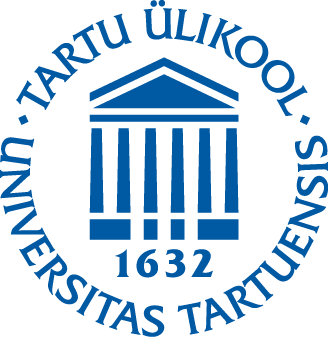 · TARTU ÜLIKOOL ·
1632
UNIVERSITAS TARTUENSIS